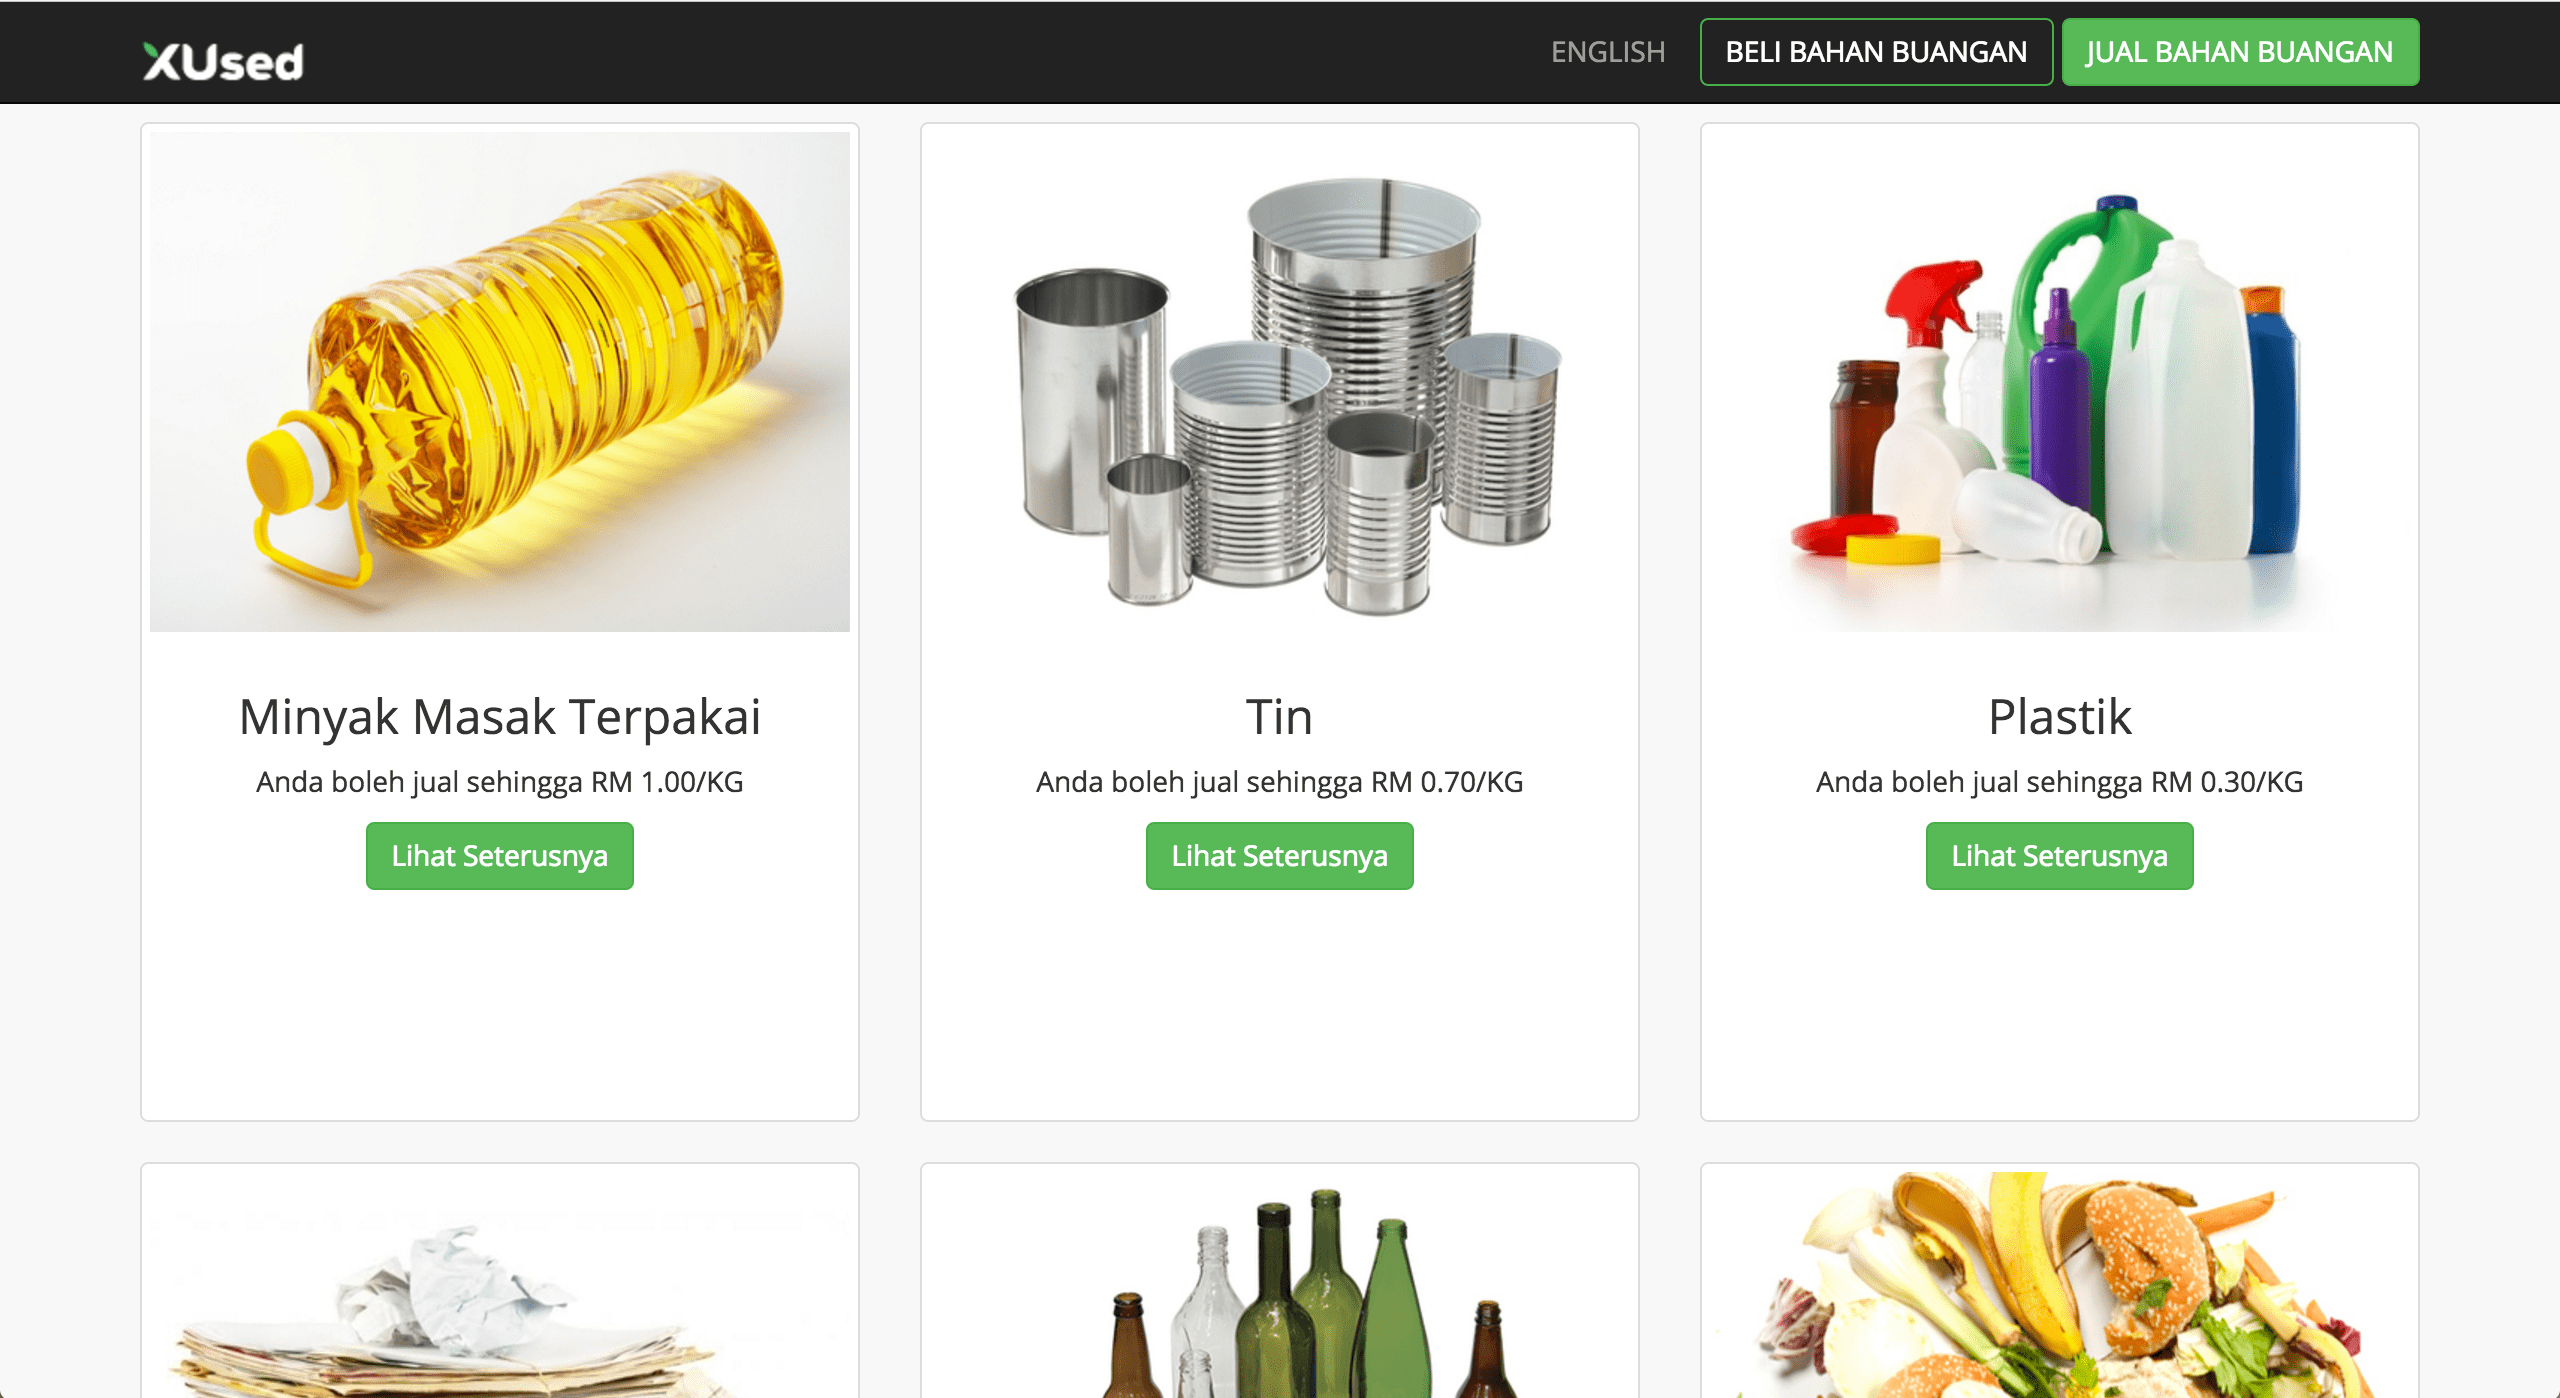 XUsed
ENGLISH
BELI BAHAN BUANGAN
JUAL BAHAN BUANGAN
Minyak Masak Terpakai
Anda boleh jual sehingga RM 1.00/KG
Lihat Seterusnya
Tin
Anda boleh jual sehingga RM 0.70/KG
Lihat Seterusnya
Plastik
Anda boleh jual sehingga RM 0.30/KG
Lihat Seterusnya